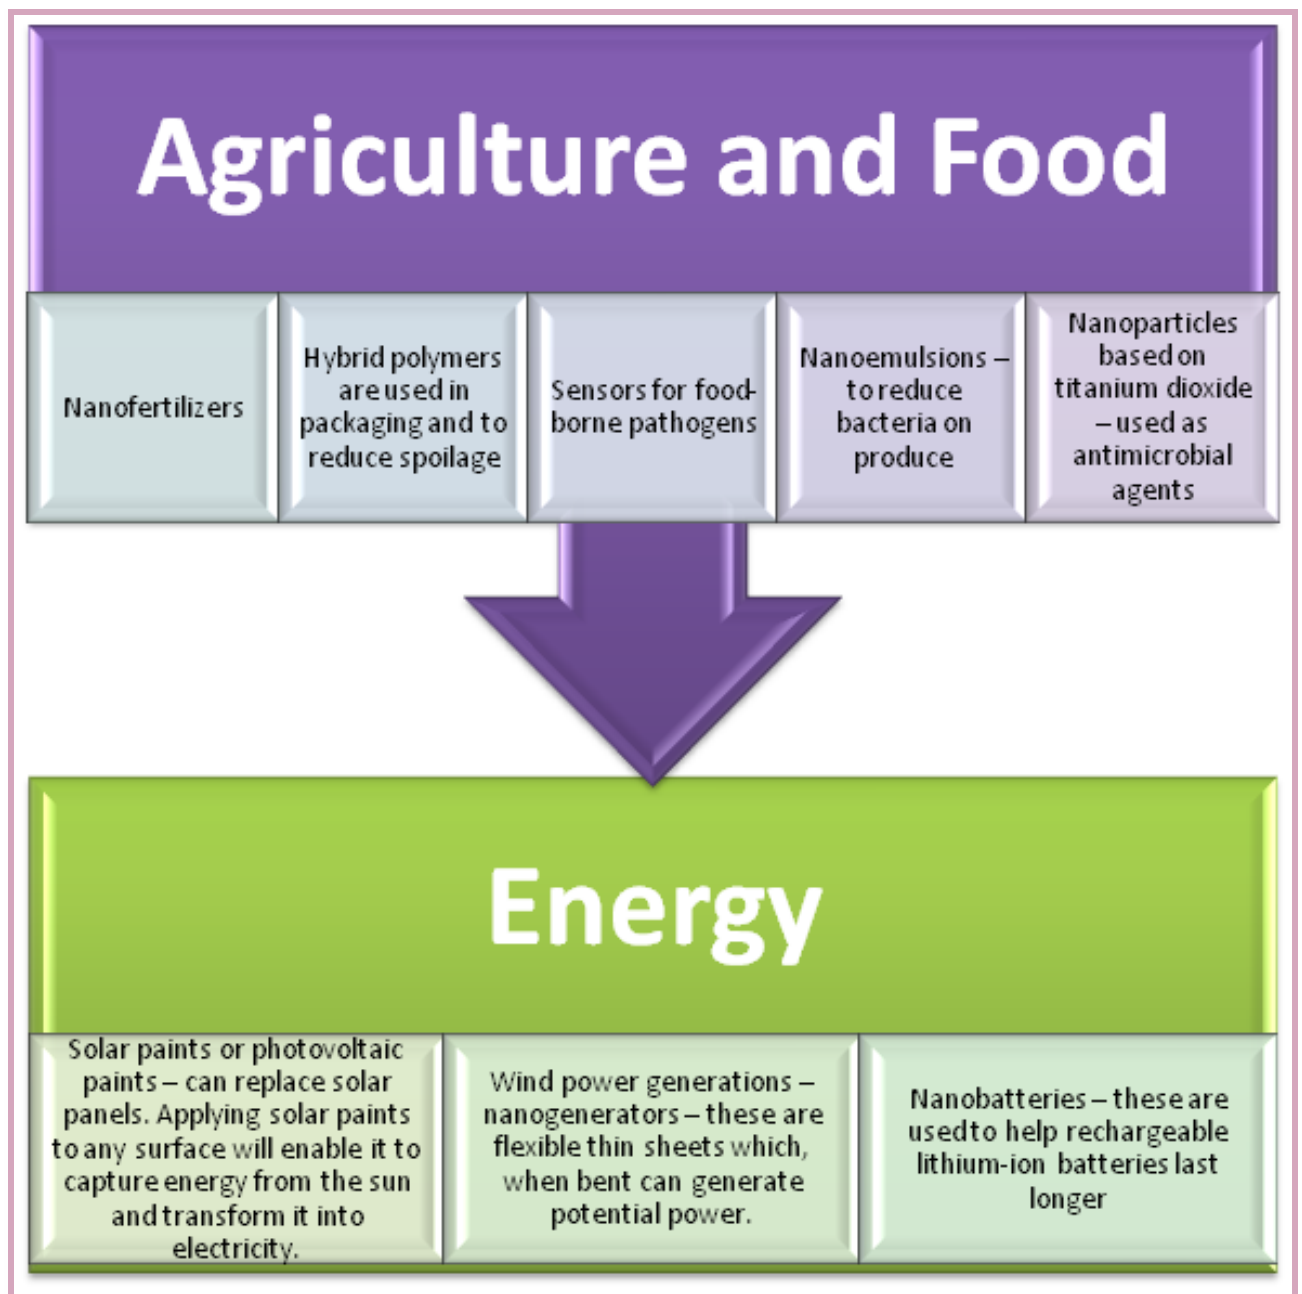 Agriculture and Food
Nanofertilizers
Hybrid polymers
are used in
packaging and to
reduce spoilage
Sensors for food-
borne pathogens
Nanoemulsions –
to reduce
bacteria on
produce
Nanoparticles
based on
titanium dioxide
– used as
antimicrobial
agents
Energy
Solar paints or photovoltaic
paints – can replace solar
panels. Applying solar paints
to any surface will enable it to
capture energy from the sun
and transform it into
electricity.
Wind power generations –
nanogenerators – these are
flexible thin sheets which,
when bent can generate
potential power.
Nanobatteries – these are
used to help rechargeable
lithium-ion batteries last
longer